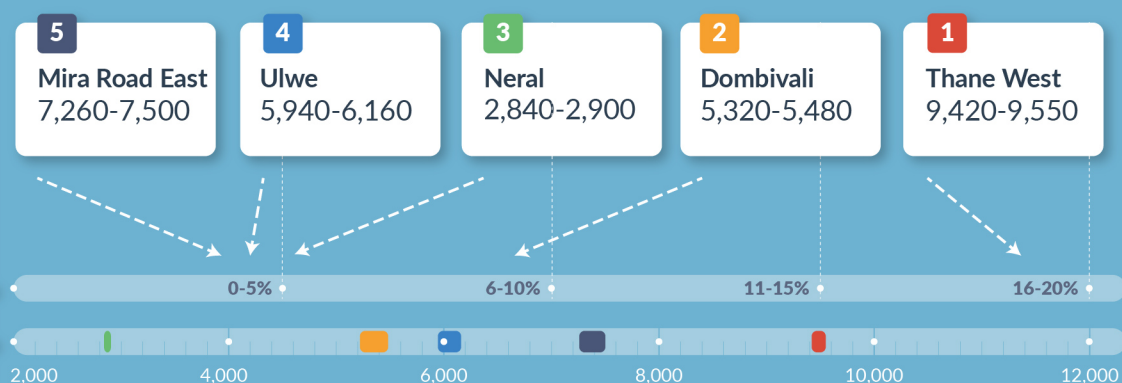 5
Mira Road East
7,260-7,500
4
Ulwe
5,940-6,160
3
Neral
2,840-2,900
2
Dombivali
5,320-5,480
1
Thane West
9,420-9,550
0-5% 6-10% 11-15% 16-20%
2,000 4,000 6,000 8,000 10,000 12,000